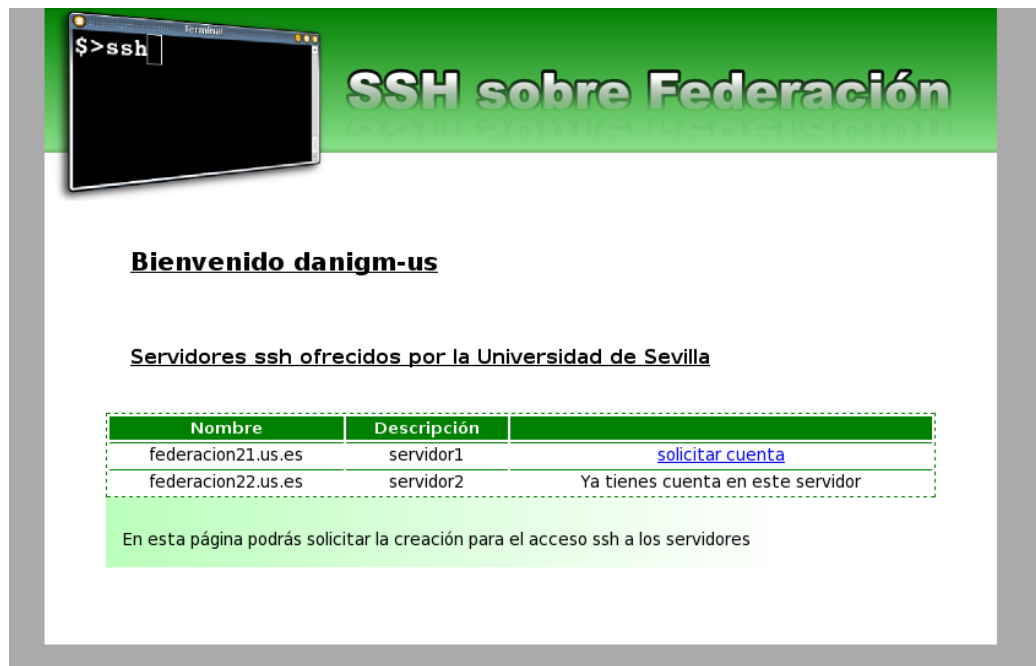 Terminal
$>ssh
SSH sobre Federación
Bienvenido danigm-us
Servidores ssh ofrecidos por la Universidad de Sevilla
Nombre Descripción
federacion21.us.es servidor1 solicitar cuenta
federacion22.us.es servidor2 Ya tienes cuenta en este servidor
En esta página podrás solicitar la creación para el acceso ssh a los servidores